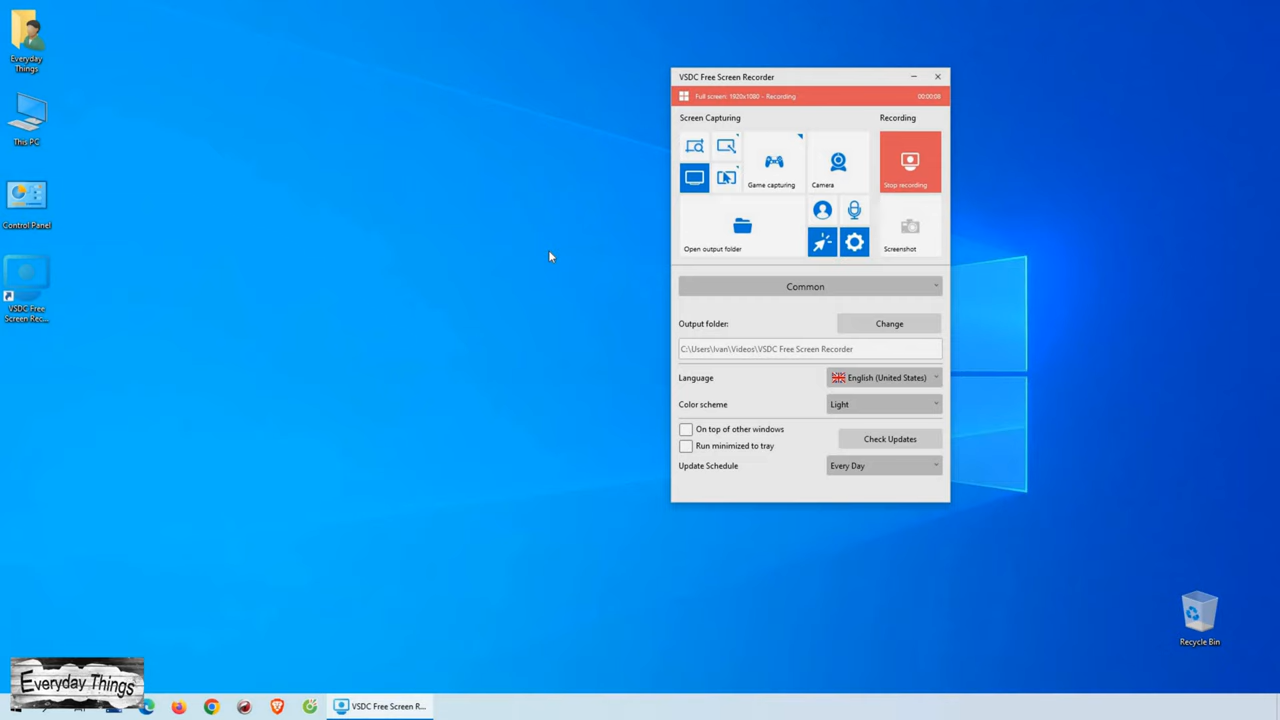 Everyday
Things
This PC
Control Panel
VSDC Free
Screen Rec...
VSDC Free Screen Recorder
Full screen: 1920x1080 - Recording
00:00:08
Screen Capturing
Recording
Game capturing
Camera
Stop recording
Open output folder
Screenshot
Common
Output folder:
Change
C:\Users\Ivan\Videos\VSDC Free Screen Recorder
Language
English (United States)
Color scheme
Light
On top of other windows
Run minimized to tray
Check Updates
Update Schedule
Every Day
Recycle Bin
Everyday Things
VSDC Free Screen R...